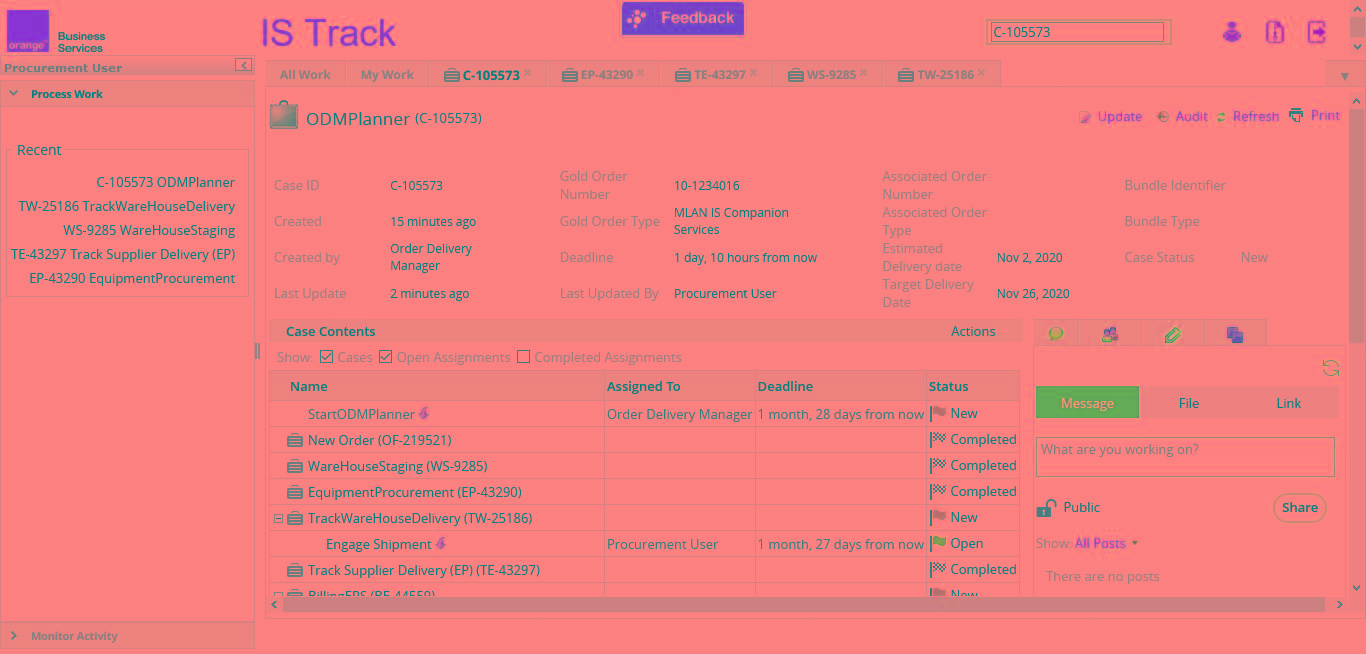 orange
Business
Services
IS Track
Feedback
C-105573
Procurement User
All Work
My Work
C-105573
EP-43290
TE-43297
WS-9285
TW-25186
Process Work
ODMPlanner (C-105573)
Update
Audit
Refresh
Print
Recent
C-105573 ODMPlanner
TW-25186 TrackWareHouseDelivery
WS-9285 WareHouseStaging
TE-43297 Track Supplier Delivery (EP)
EP-43290 EquipmentProcurement
Case ID C-105573 Gold Order Number 10-1234016 Associated Order Number Bundle Identifier
Created 15 minutes ago Gold Order Type MLAN IS Companion Services Associated Order Type Bundle Type
Created by Order Delivery Manager Deadline 1 day, 10 hours from now Estimated Delivery date Nov 2, 2020 Case Status New
Last Update 2 minutes ago Last Updated By Procurement User Target Delivery Date Nov 26, 2020
Case Contents Actions
Show: Cases Open Assignments Completed Assignments
Name Assigned To Deadline Status
StartODMPlanner Order Delivery Manager 1 month, 28 days from now New
New Order (OF-219521) Completed
WareHouseStaging (WS-9285) Completed
EquipmentProcurement (EP-43290) Completed
TrackWareHouseDelivery (TW-25186) New
Engage Shipment Procurement User 1 month, 27 days from now Open
Track Supplier Delivery (EP) (TE-43297) Completed
Message File Link
What are you working on?
Public Share
Show: All Posts
There are no posts
Monitor Activity